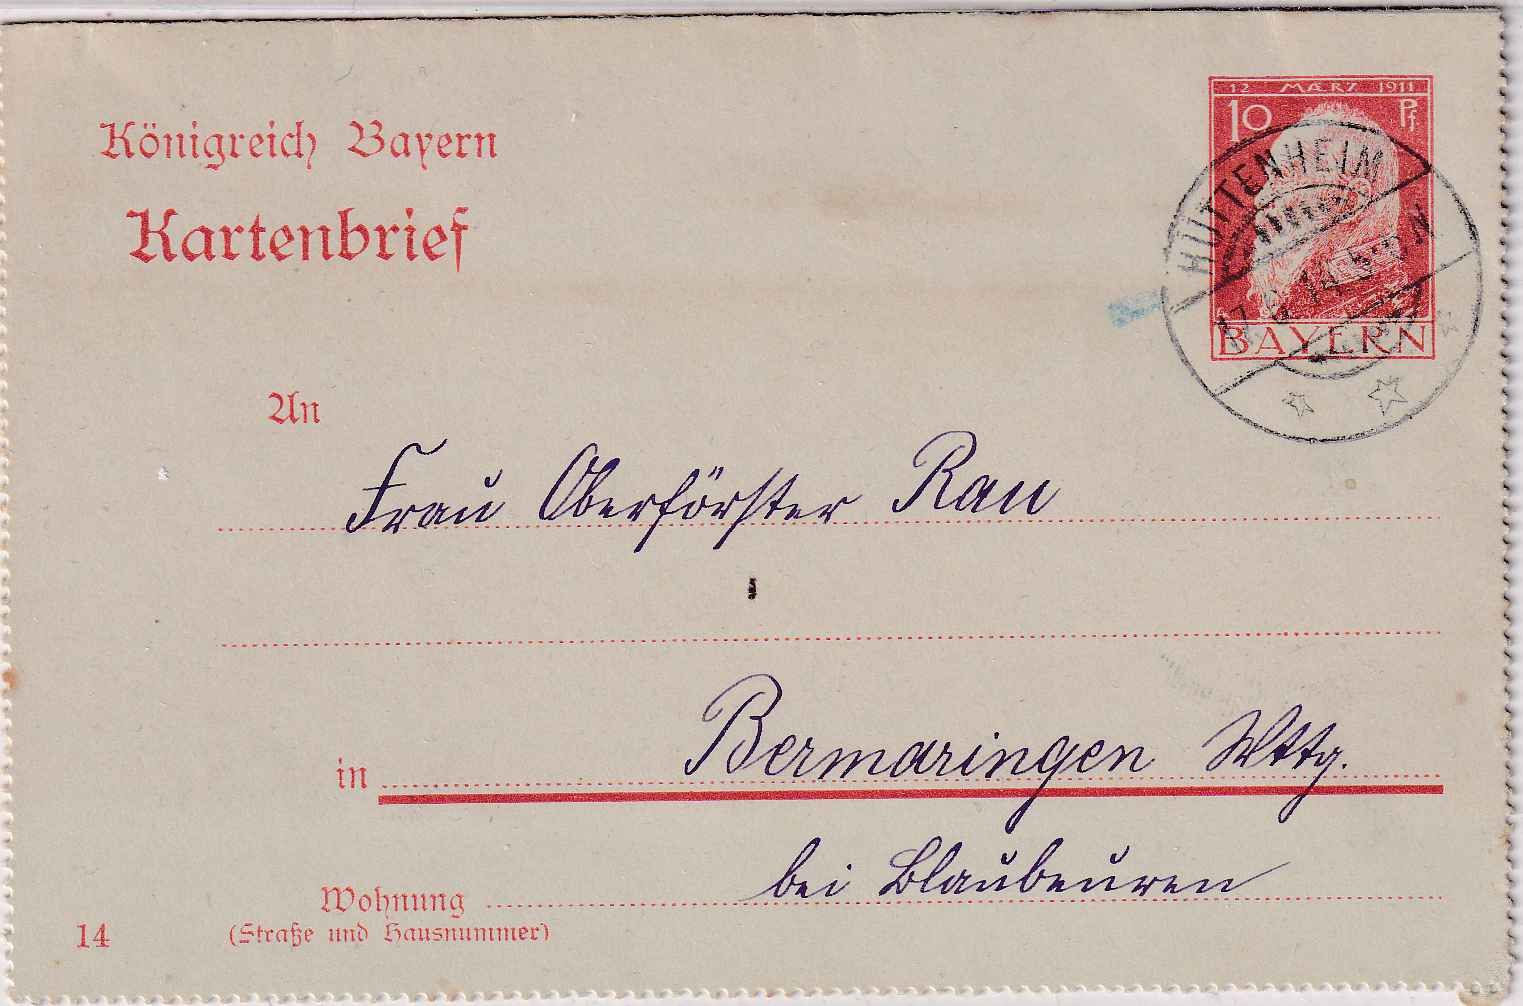 Königreich Bayern
Kartenbrief
12 MÆRZ 1911
10 Pf.
BAYERN
HÜTTENHEIM
An
Frau Oberförster Rau
in Bermaringen Wttg.
bei Blaubeuren
Wohnung
(Straße und Hausnummer)
14